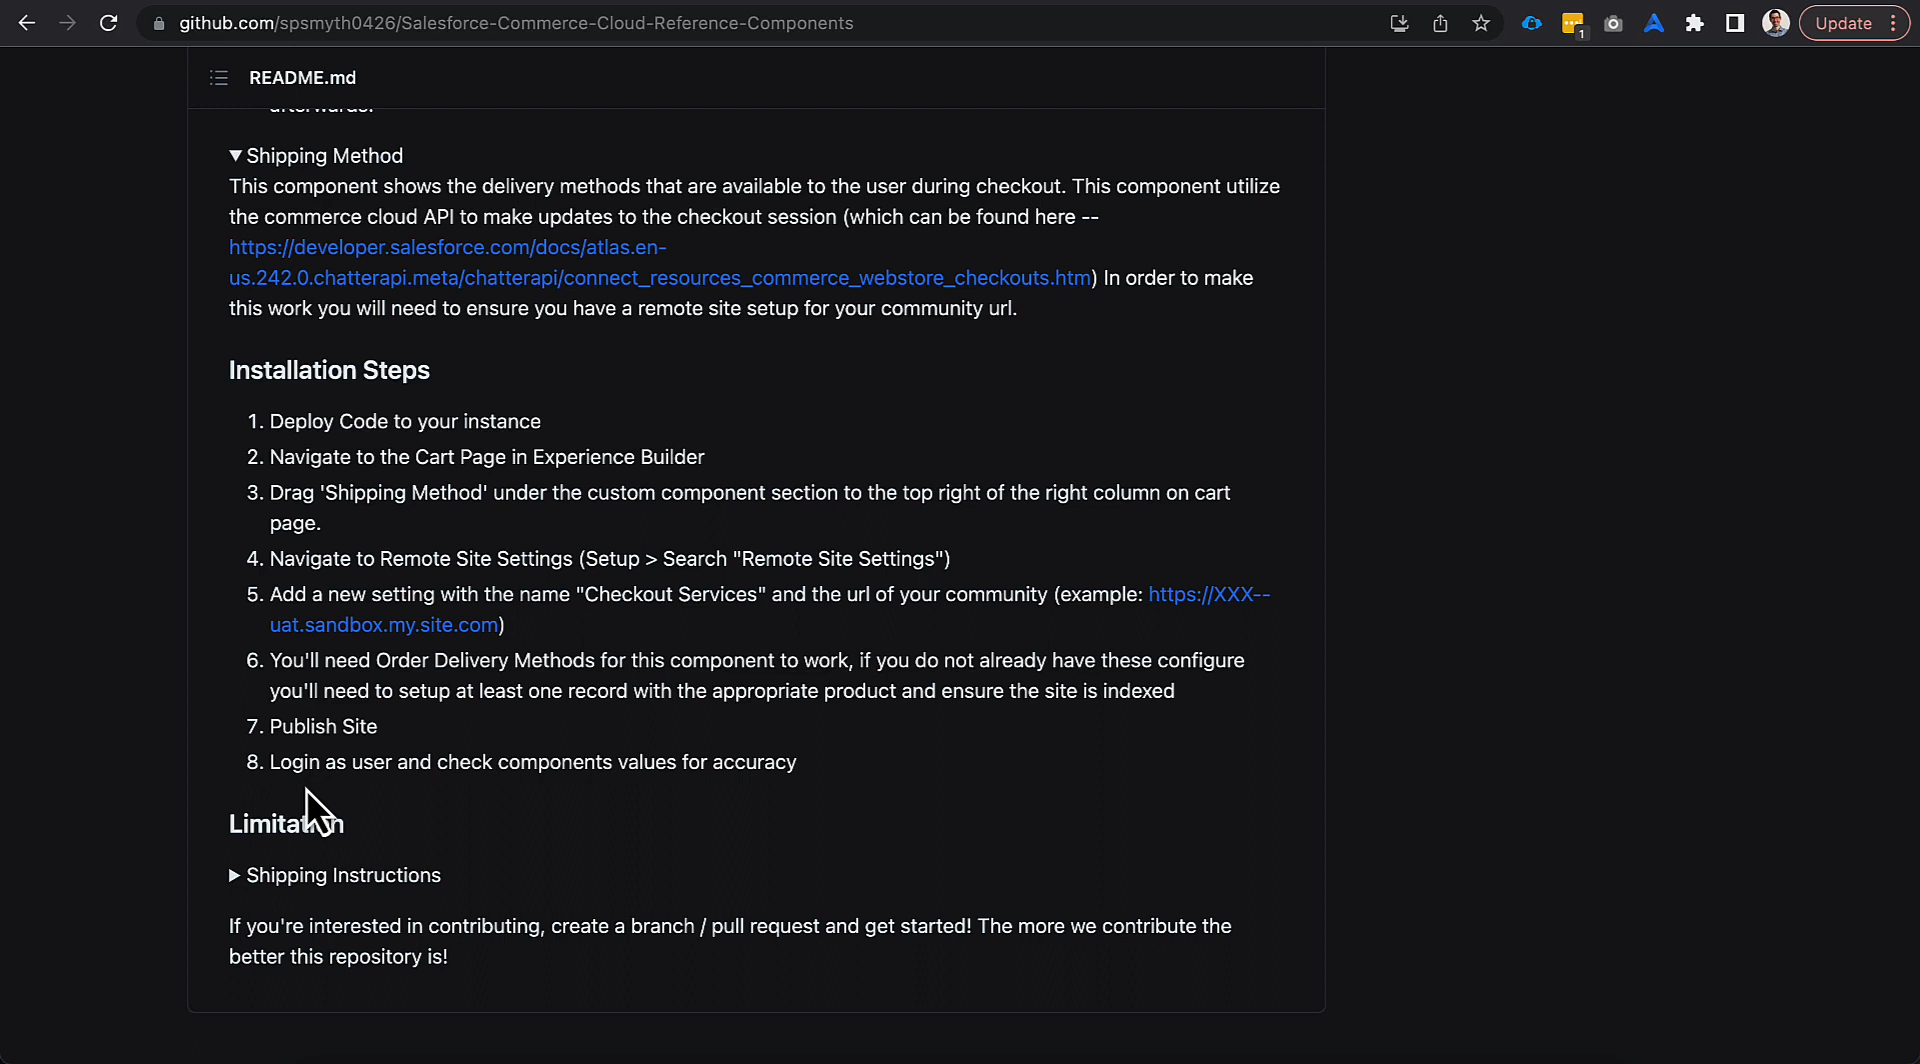 github.com/spsmyth0426/Salesforce-Commerce-Cloud-Reference-Components
1
Update
README.md
afterwards.
Shipping Method
This component shows the delivery methods that are available to the user during checkout. This component utilize
the commerce cloud API to make updates to the checkout session (which can be found here --
https://developer.salesforce.com/docs/atlas.en-
us.242.0.chatterapi.meta/chatterapi/connect_resources_commerce_webstore_checkouts.htm) In order to make
this work you will need to ensure you have a remote site setup for your community url.
Installation Steps
1. Deploy Code to your instance
2. Navigate to the Cart Page in Experience Builder
3. Drag 'Shipping Method' under the custom component section to the top right of the right column on cart
page.
4. Navigate to Remote Site Settings (Setup > Search "Remote Site Settings")
5. Add a new setting with the name "Checkout Services" and the url of your community (example: https://XXX--
uat.sandbox.my.site.com)
6. You'll need Order Delivery Methods for this component to work, if you do not already have these configure
you'll need to setup at least one record with the appropriate product and ensure the site is indexed
7. Publish Site
8. Login as user and check components values for accuracy
Limitation
Shipping Instructions
If you're interested in contributing, create a branch / pull request and get started! The more we contribute the
better this repository is!